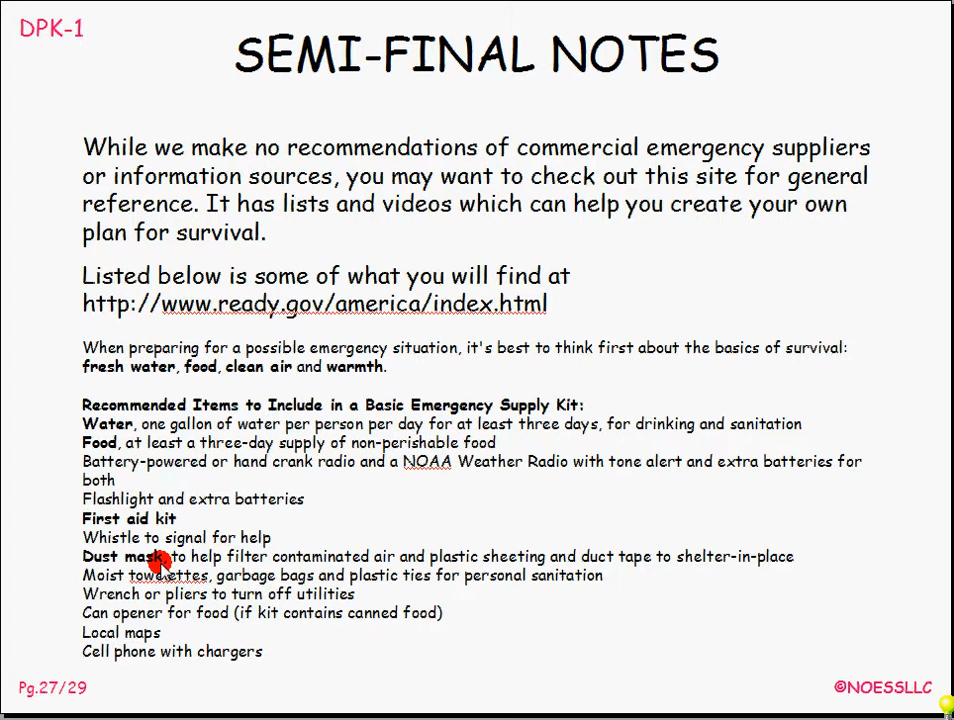 DPK-1
SEMI-FINAL NOTES
While we make no recommendations of commercial emergency suppliers
or information sources, you may want to check out this site for general
reference. It has lists and videos which can help you create your own
plan for survival.
Listed below is some of what you will find at
http://www.ready.gov/america/index.html
When preparing for a possible emergency situation, it's best to think first about the basics of survival:
fresh water, food, clean air and warmth.
Recommended Items to Include in a Basic Emergency Supply Kit:
Water, one gallon of water per person per day for at least three days, for drinking and sanitation
Food, at least a three-day supply of non-perishable food
Battery-powered or hand crank radio and a NOAA Weather Radio with tone alert and extra batteries for
both
Flashlight and extra batteries
First aid kit
Whistle to signal for help
Dust mask, to help filter contaminated air and plastic sheeting and duct tape to shelter-in-place
Moist towelettes, garbage bags and plastic ties for personal sanitation
Wrench or pliers to turn off utilities
Can opener for food (if kit contains canned food)
Local maps
Cell phone with chargers
Pg.27/29
©NOESSLLC